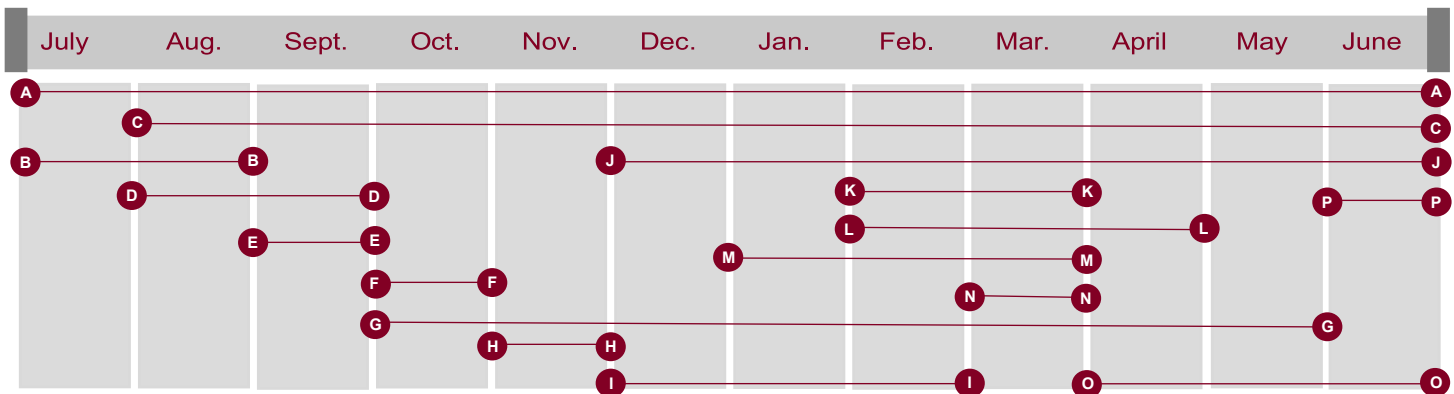 July Aug. Sept. Oct. Nov. Dec. Jan. Feb. Mar. April May June
A A
C C
B B J J
D D K K P P
E E L L
M M
F F N N
G G
H H
I I O O